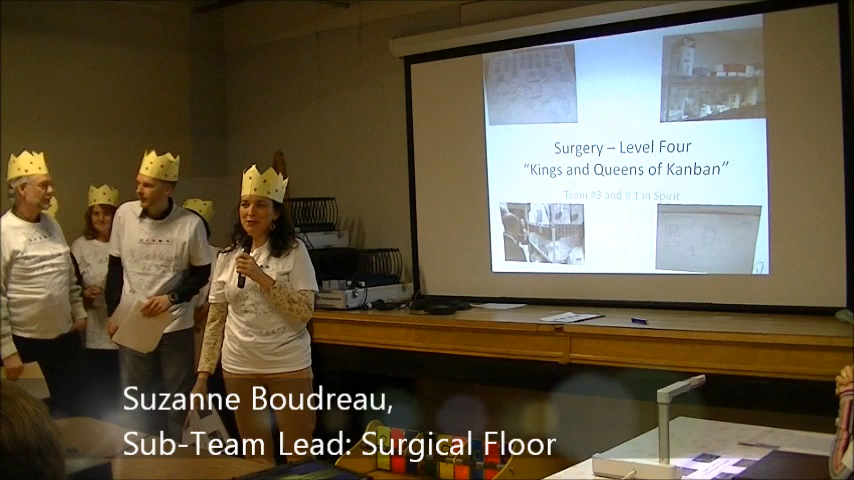 Surgery – Level Four
“Kings and Queens of Kanban”
Team #3 and # 1 in Spirit
Suzanne Boudreau,
Sub-Team Lead: Surgical Floor